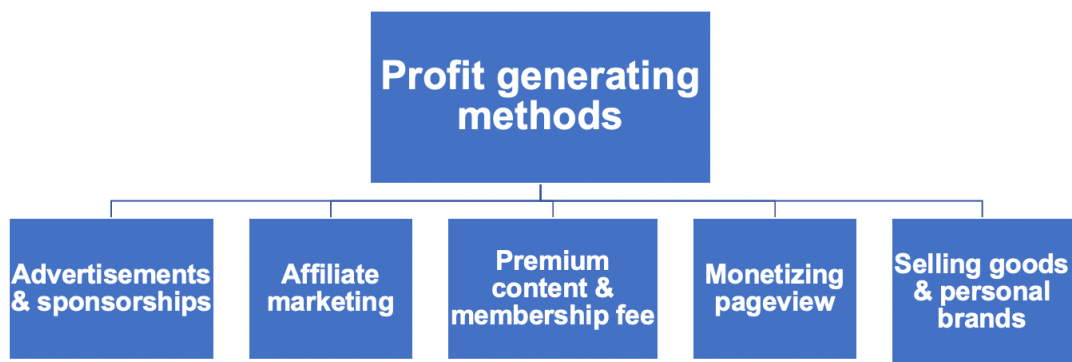 Profit generating
methods
Advertisements
& sponsorships
Affiliate
marketing
Premium
content &
membership fee
Monetizing
pageview
Selling goods
& personal
brands